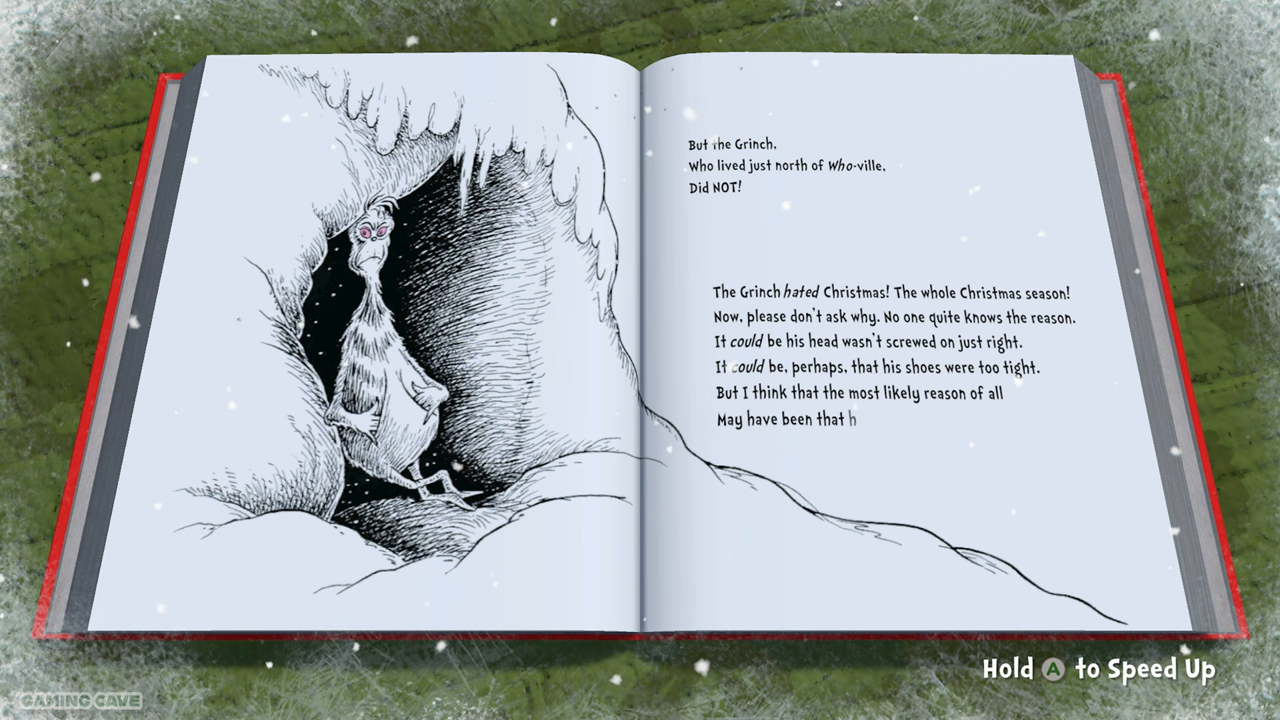 But the Grinch,
Who lived just north of Who-ville,
Did NOT!
The Grinch hated Christmas! The whole Christmas season!
Now, please don't ask why. No one quite knows the reason.
It could be his head wasn't screwed on just right.
It could be, perhaps, that his shoes were too tight.
But I think that the most likely reason of all
May have been that h
Hold A to Speed Up
GAMING CAVE